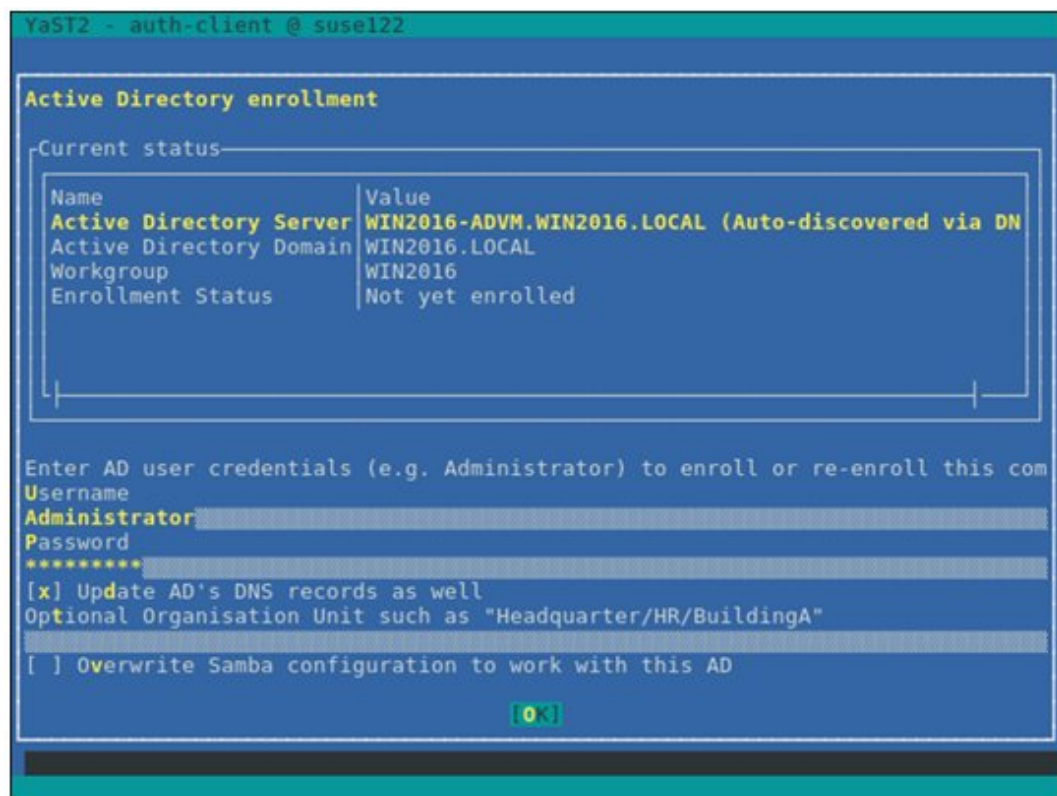 YaST2 - auth-client @ suse122
Active Directory enrollment
Current status
Name Value
Active Directory Server WIN2016-ADVM.WIN2016.LOCAL (Auto-discovered via DN
Active Directory Domain WIN2016.LOCAL
Workgroup WIN2016
Enrollment Status Not yet enrolled
Enter AD user credentials (e.g. Administrator) to enroll or re-enroll this com
Username
Administrator
Password
*********
[x] Update AD's DNS records as well
Optional Organisation Unit such as "Headquarter/HR/BuildingA"
[ ] Overwrite Samba configuration to work with this AD
[OK]